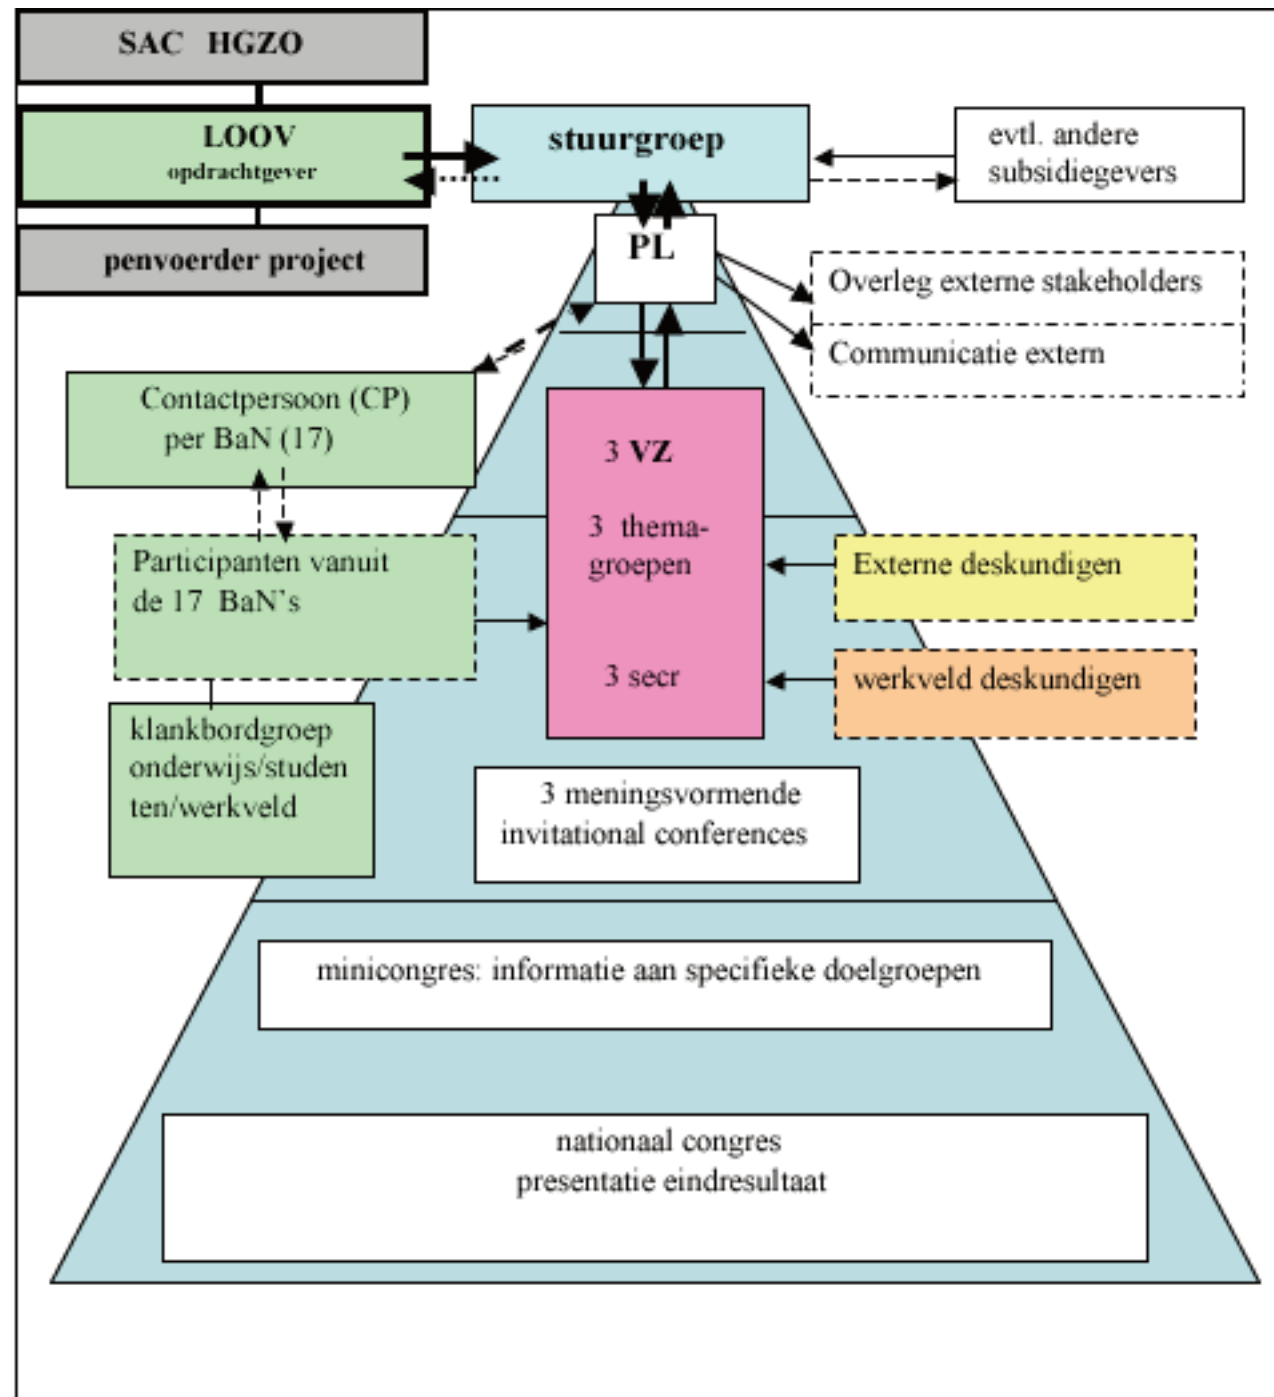 SAC HGZO
LOOV
opdrachtgever
penvoerder project
stuurgroep
evtl. andere
subsidiegevers
PL
Overleg externe stakeholders
Communicatie extern
Contactpersoon (CP)
per BaN (17)
3 VZ
3 thema-
groepen
3 secr
Participanten vanuit
de 17 BaN's
Externe deskundigen
werkveld deskundigen
klankbordgroep
onderwijs/studen
ten/werkveld
3 meningsvormende
invitational conferences
minicongres: informatie aan specifieke doelgroepen
nationaal congres
presentatie eindresultaat